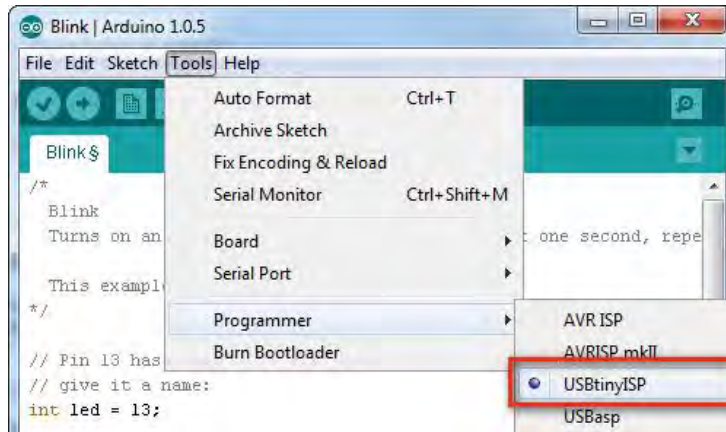 Blink | Arduino 1.0.5
File Edit Sketch Tools Help
Auto Format Ctrl+T
Archive Sketch
Fix Encoding & Reload
Serial Monitor Ctrl+Shift+M
Board
Serial Port
Programmer
Burn Bootloader
AVR ISP
AVRISP mkII
USBtinyISP
USBasp
Blink §
/*
Blink
Turns on an one second, repe
This exampl
*/
// Pin 13 has
// give it a name:
int led = 13;